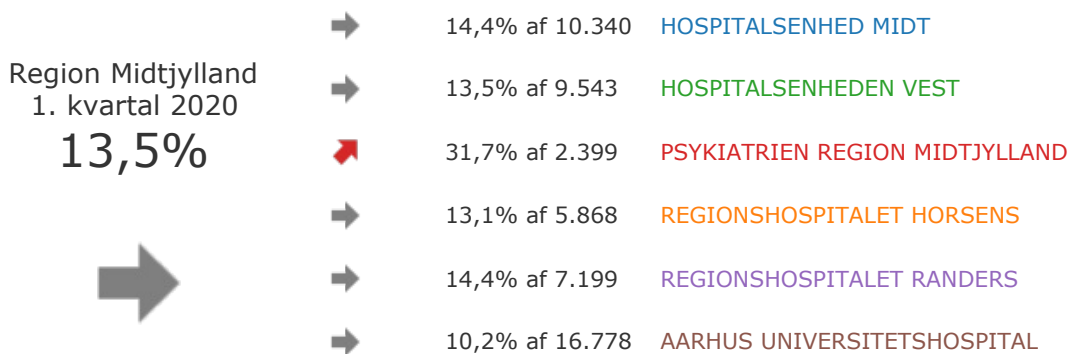 Region Midtjylland
1. kvartal 2020
13,5%
14,4% af 10.340 HOSPITALSENHED MIDT
13,5% af 9.543 HOSPITALSENHEDEN VEST
31,7% af 2.399 PSYKIATRIEN REGION MIDTJYLLAND
13,1% af 5.868 REGIONSHOSPITALET HORSENS
14,4% af 7.199 REGIONSHOSPITALET RANDERS
10,2% af 16.778 AARHUS UNIVERSITETSHOSPITAL